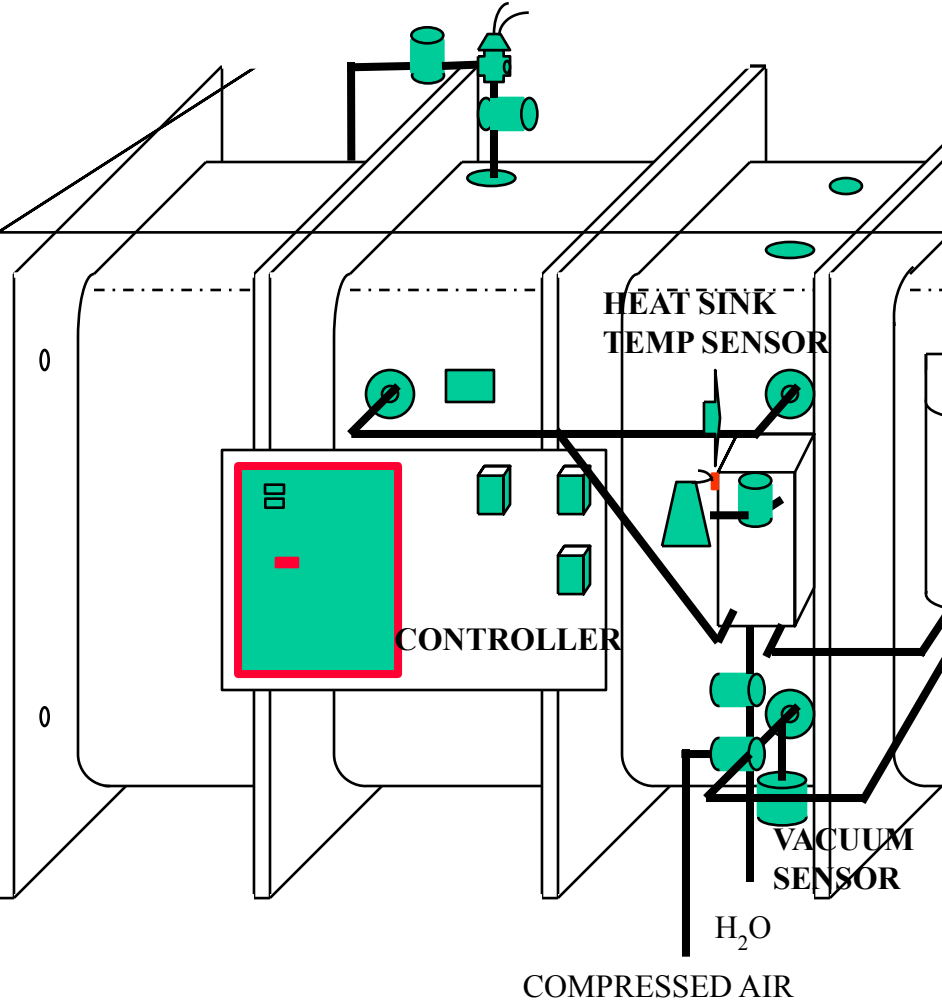 HEAT SINK
TEMP SENSOR
CONTROLLER
VACUUM
SENSOR
H₂O
COMPRESSED AIR